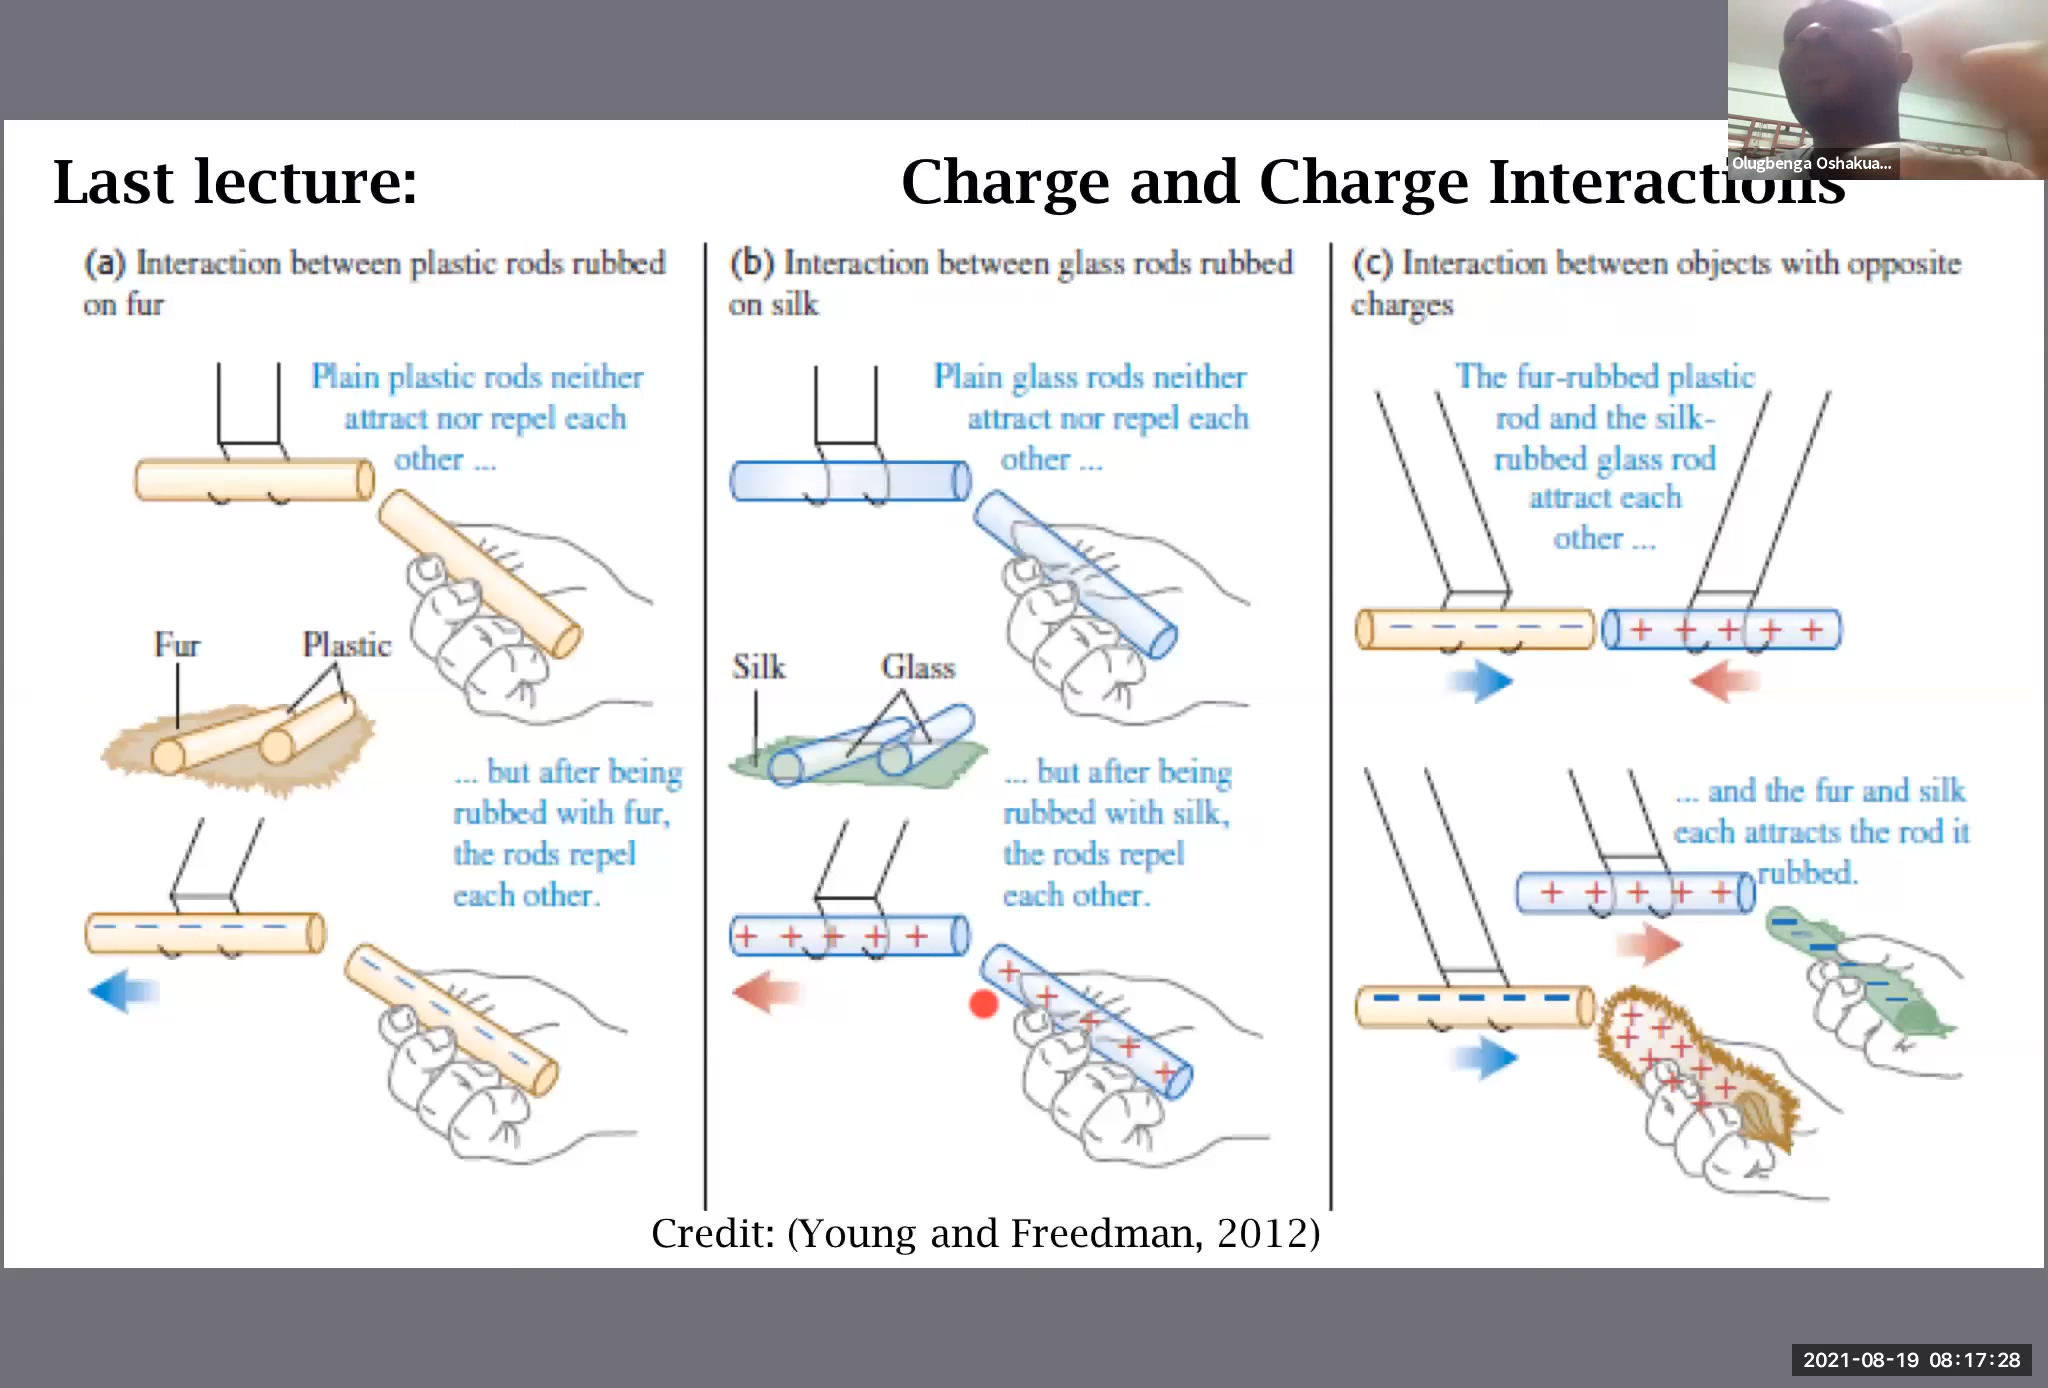 Olugbenga Oshakua...
Last lecture:
Charge and Charge Interactions
(a) Interaction between plastic rods rubbed
on fur
Plain plastic rods neither
attract nor repel each
other ...
Fur
Plastic
... but after being
rubbed with fur,
the rods repel
each other.
(b) Interaction between glass rods rubbed
on silk
Plain glass rods neither
attract nor repel each
other ...
Silk
Glass
... but after being
rubbed with silk,
the rods repel
each other.
(c) Interaction between objects with opposite
charges
The fur-rubbed plastic
rod and the silk-
rubbed glass rod
attract each
other ...
... and the fur and silk
each attracts the rod it
rubbed.
Credit: (Young and Freedman, 2012)
2021-08-19 08:17:28